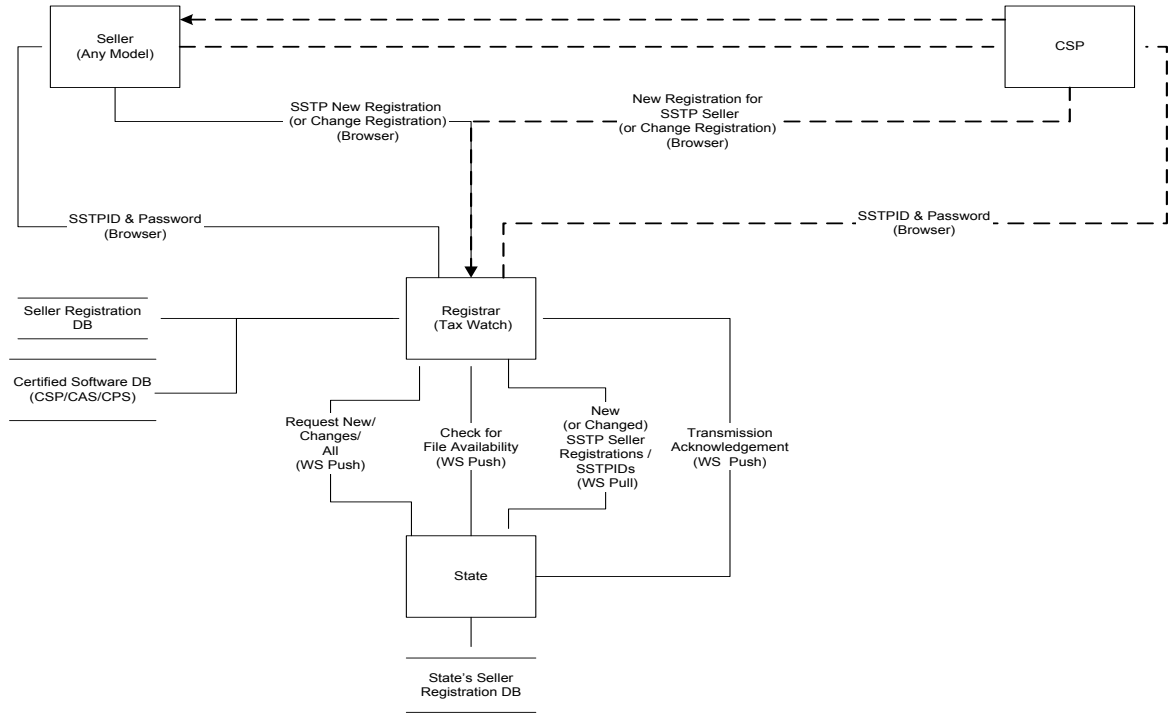 Seller
(Any Model)
CSP
SSTP New Registration
(or Change Registration)
(Browser)
New Registration for
SSTP Seller
(or Change Registration)
(Browser)
SSTPID & Password
(Browser)
SSTPID & Password
(Browser)
Seller Registration
DB
Registrar
(Tax Watch)
Certified Software DB
(CSP/CAS/CPS)
Request New/
Changes/
All
(WS Push)
Check for
File Availability
(WS Push)
New
(or Changed)
SSTP Seller
Registrations /
SSTPIDs
(WS Pull)
Transmission
Acknowledgement
(WS Push)
State
State's Seller
Registration DB